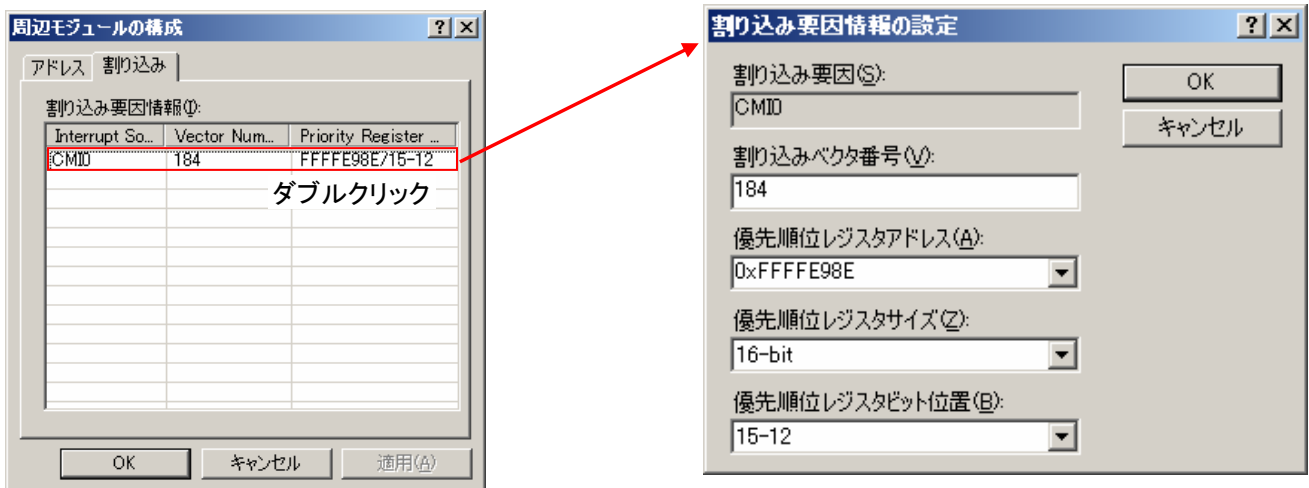 周辺モジュールの構成
アドレス 割り込み
割り込み要因情報(I):
Interrupt So... Vector Num... Priority Register ...
CMI0 184 FFFFE98E/15-12
ダブルクリック
OK キャンセル 適用(A)
割り込み要因情報の設定
割り込み要因(S):
CMI0
割り込みベクタ番号(V):
184
優先順位レジスタアドレス(A):
0xFFFFE98E
優先順位レジスタサイズ(Z):
16-bit
優先順位レジスタビット位置(B):
15-12
OK
キャンセル